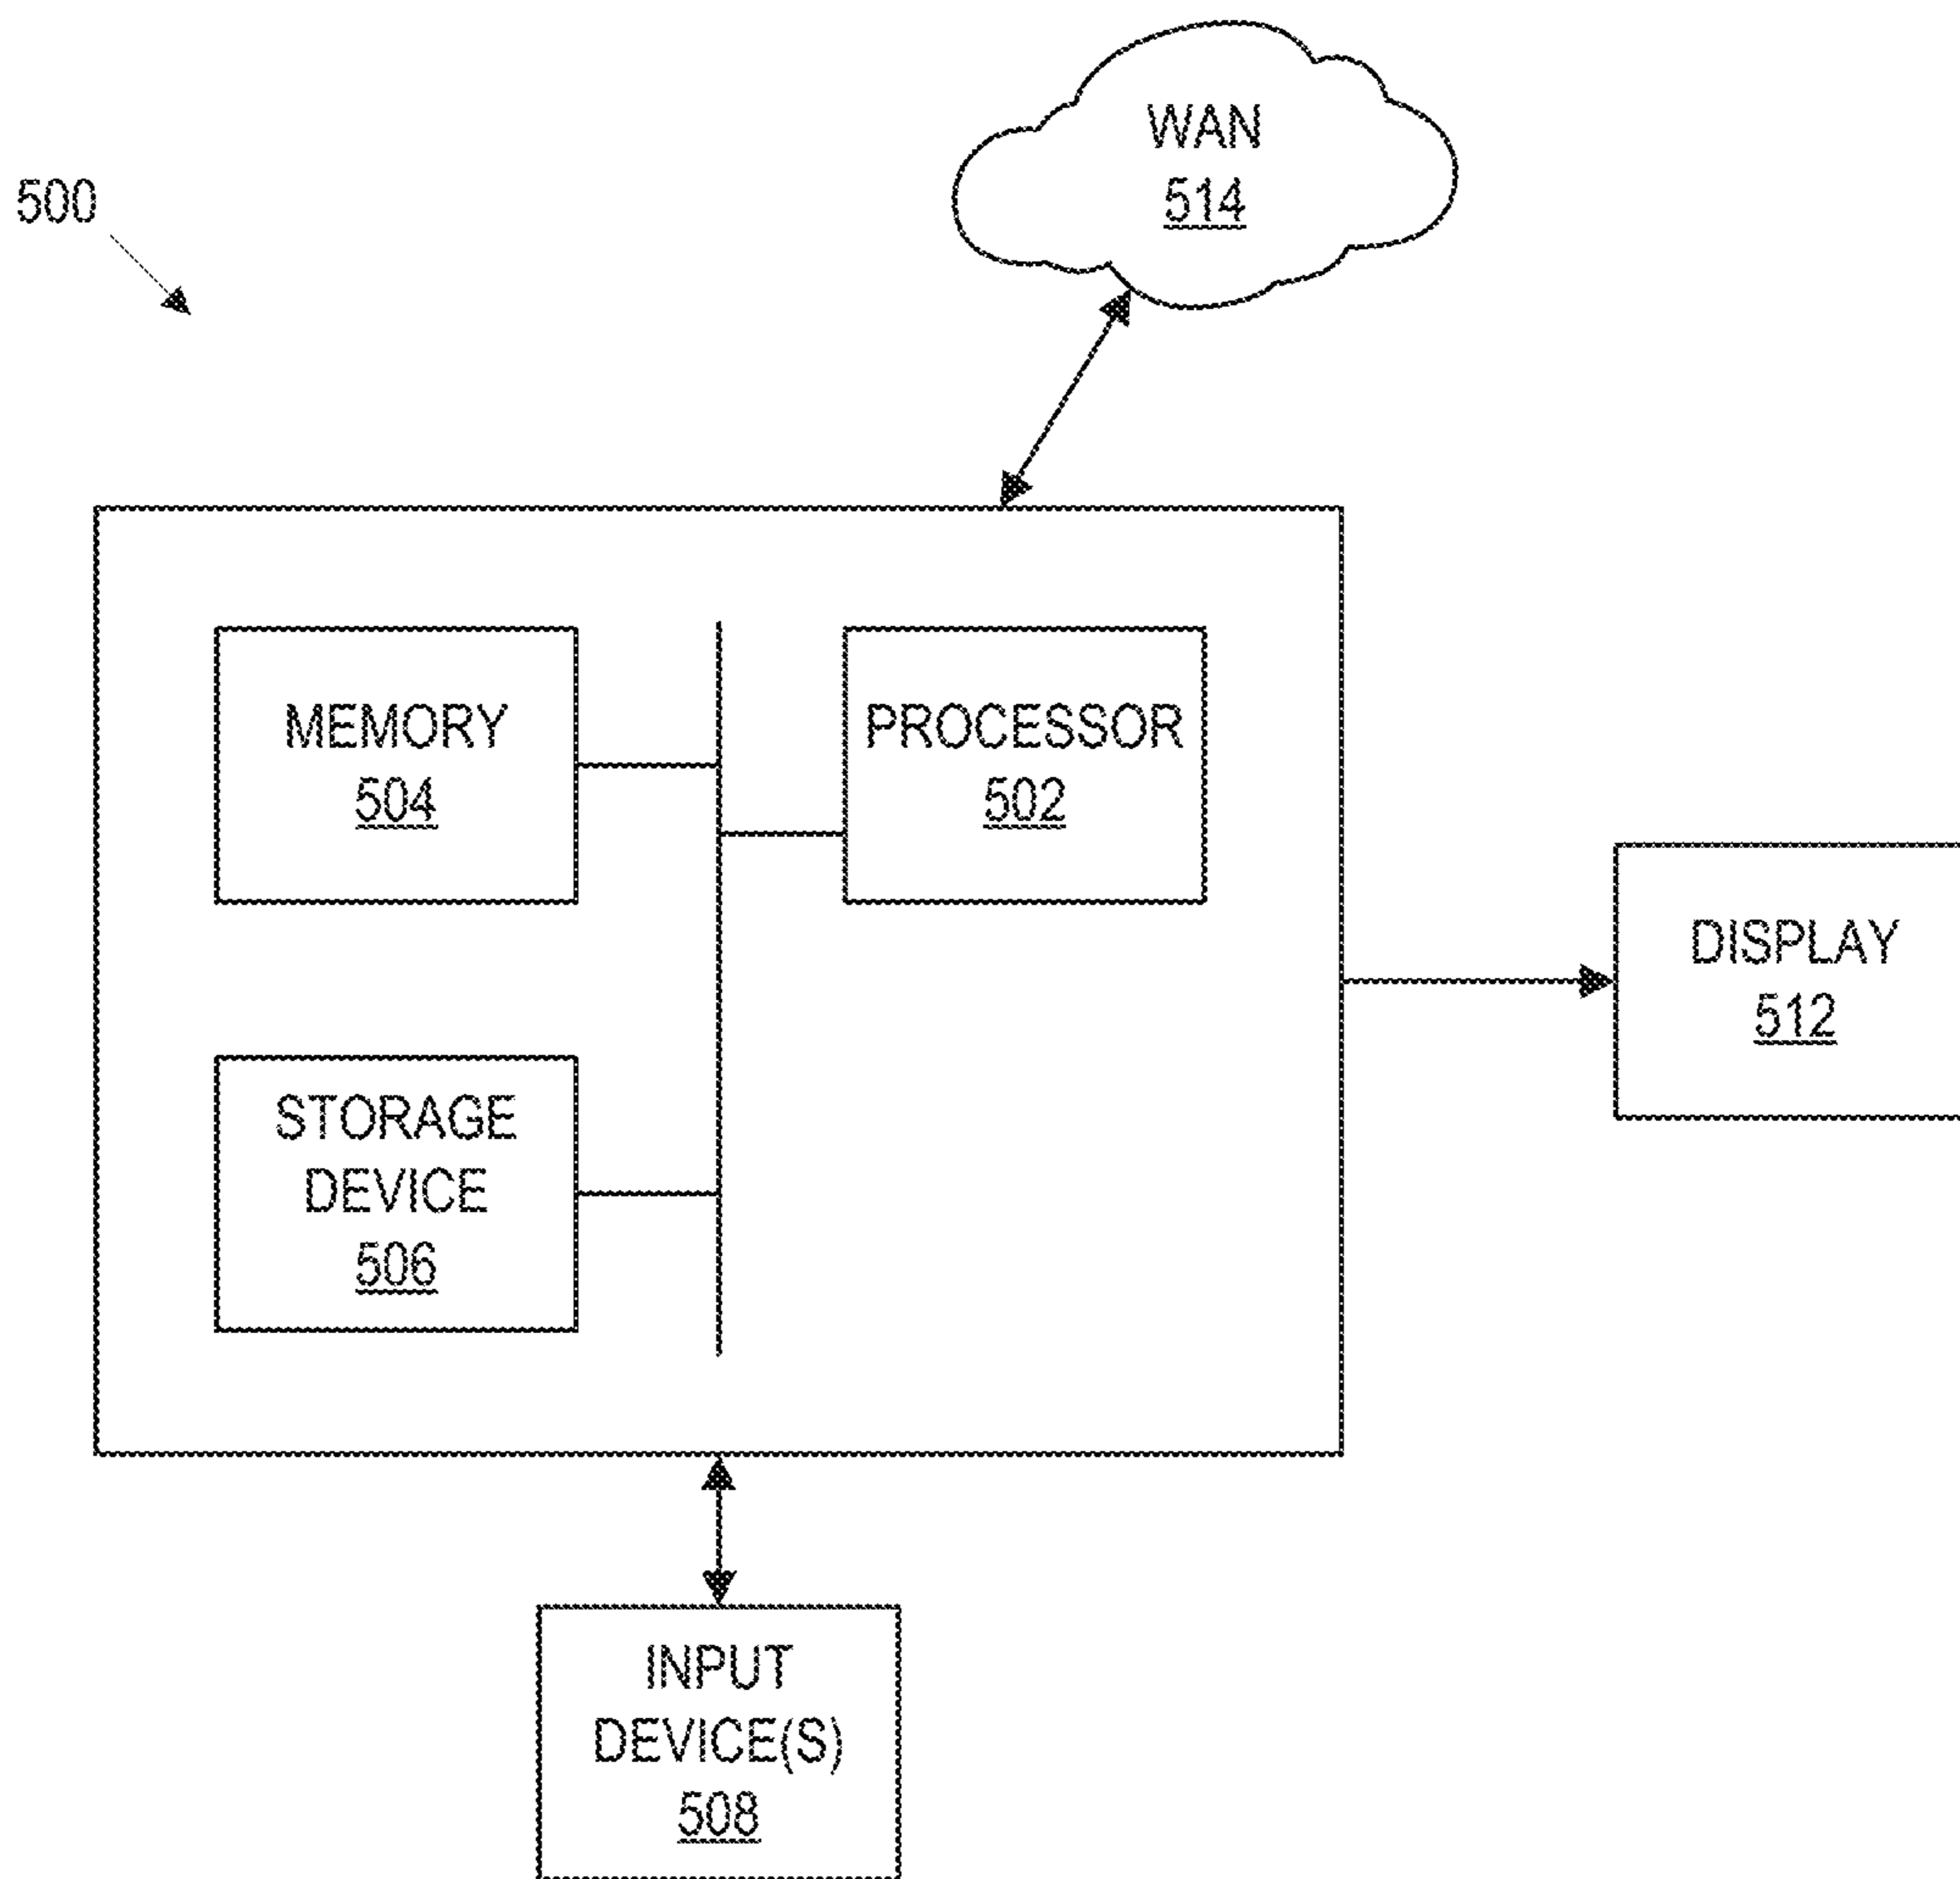 WAN
514
500
MEMORY
504
PROCESSOR
502
DISPLAY
512
STORAGE
DEVICE
506
INPUT
DEVICE(S)
508